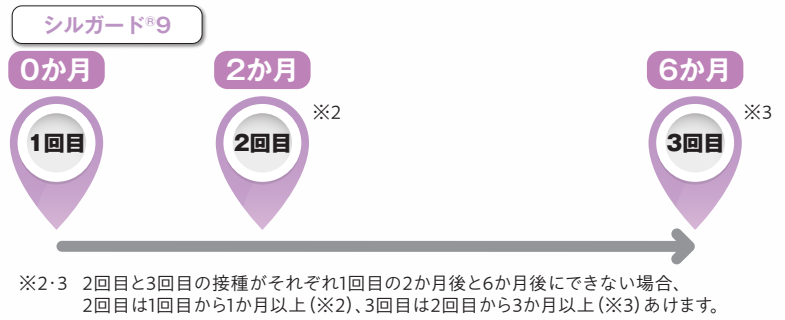 シルガード®9
0か月 2か月 6か月
※2 ※3
1回目 2回目 3回目
※2・3 2回目と3回目の接種がそれぞれ1回目の2か月後と6か月後にできない場合、
2回目は1回目から1か月以上(※2)、3回目は2回目から3か月以上(※3)あけます。